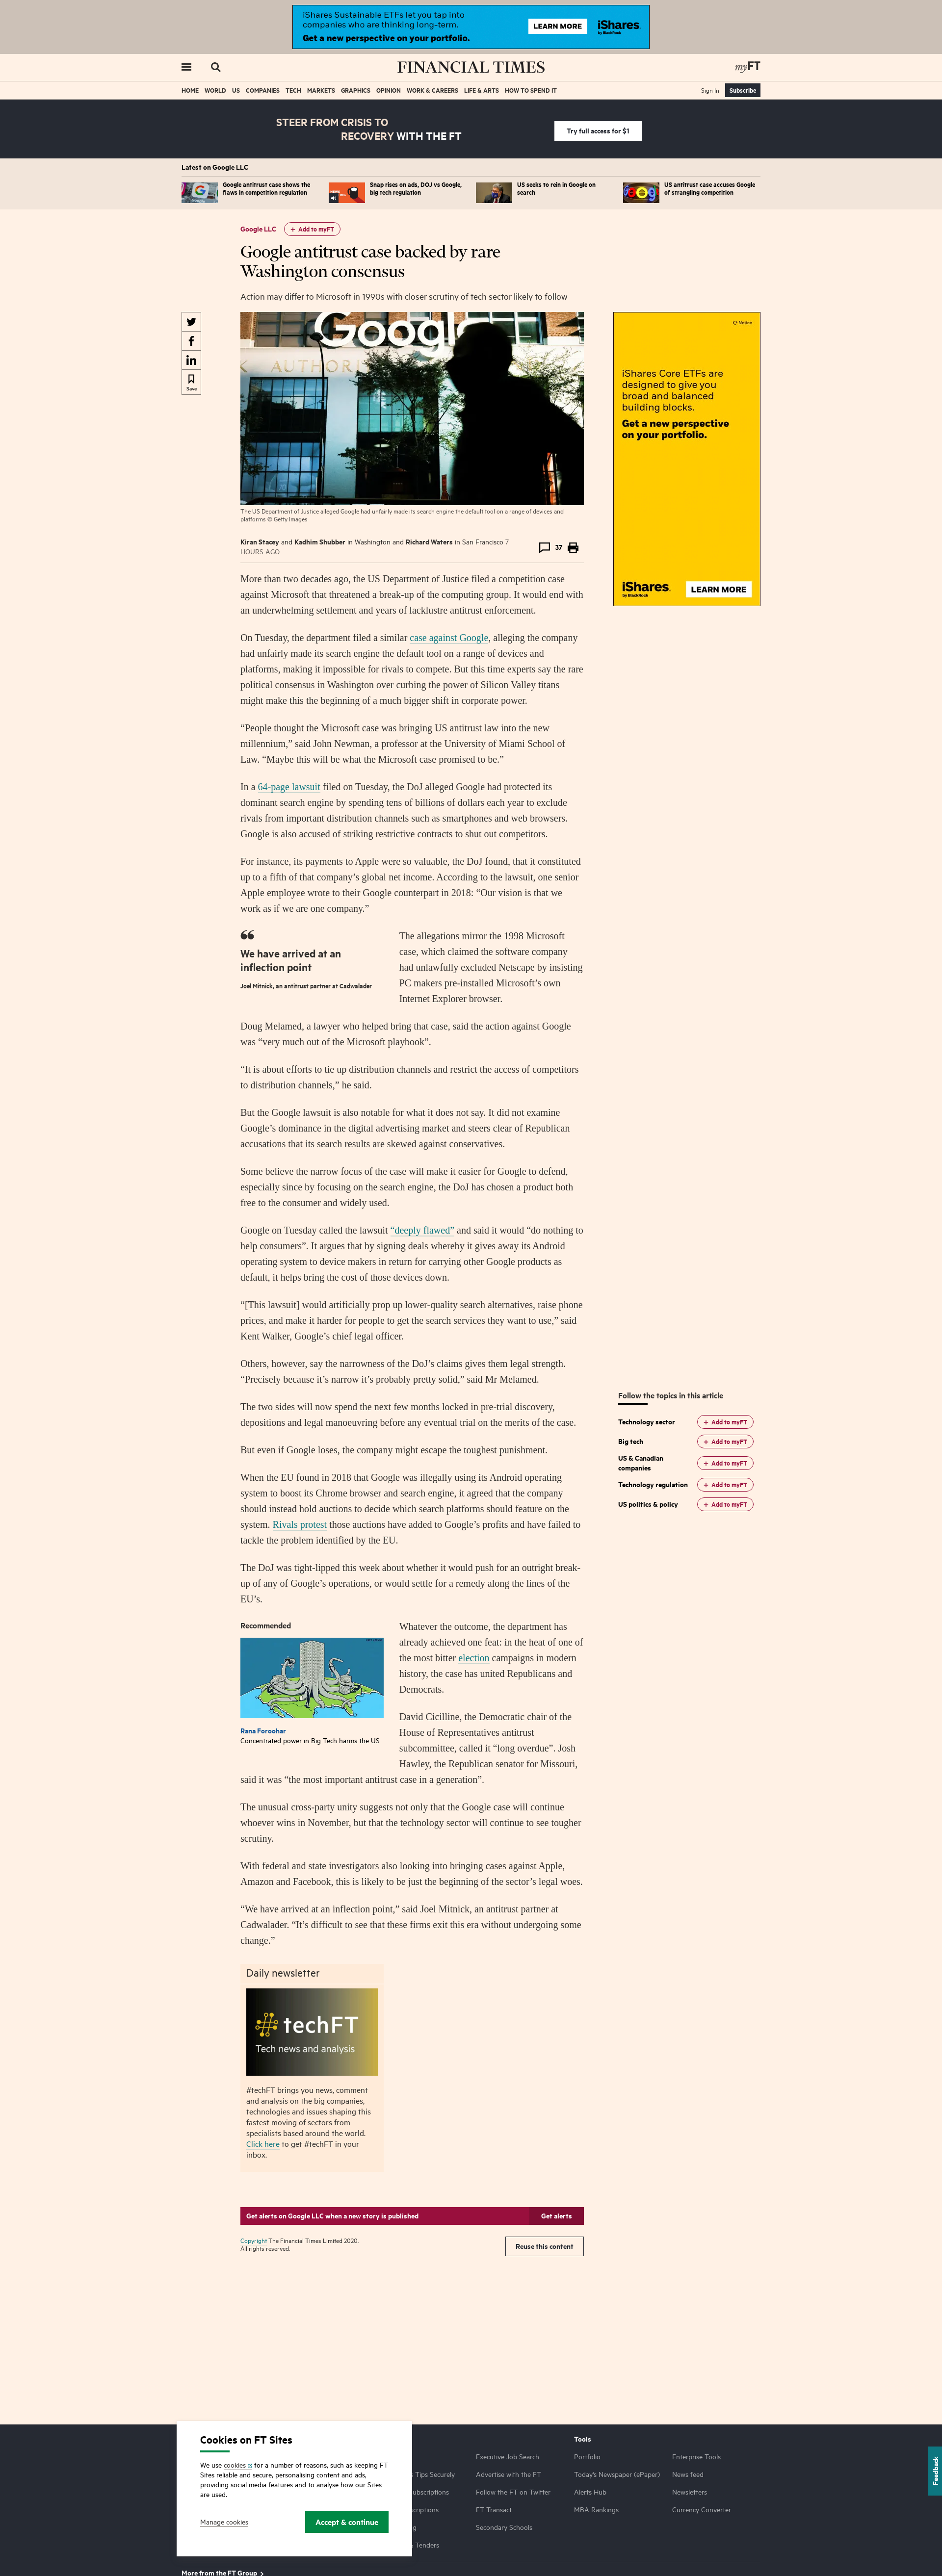 iShares Sustainable ETFs let you tap into
companies who are thinking long-term.
Get a new perspective on your portfolio.
LEARN MORE
iShares.
by BlackRock
FINANCIAL TIMES
myFT
HOME WORLD US COMPANIES TECH MARKETS GRAPHICS OPINION WORK & CAREERS LIFE & ARTS HOW TO SPEND IT
Sign In Subscribe
STEER FROM CRISIS TO
RECOVERY WITH THE FT
Try full access for $1
Latest on Google LLC
Google antitrust case shows the
flaws in competition regulation
Snap rises on ads, DOJ vs Google,
big tech regulation
US seeks to rein in Google on
search
US antitrust case accuses Google
of strangling competition
Google LLC
+ Add to myFT
Google antitrust case backed by rare
Washington consensus
Action may differ to Microsoft in 1990s with closer scrutiny of tech sector likely to follow
Save
Google
AUTHOR
The US Department of Justice alleged Google had unfairly made its search engine the default tool on a range of devices and
platforms © Getty Images
Kiran Stacey and Kadhim Shubber in Washington and Richard Waters in San Francisco 7
HOURS AGO
37
Notive
iShares Core ETFs are
designed to give you
broad and balanced
building blocks.
Get a new perspective
on your portfolio.
iShares.
by BlackRock
LEARN MORE
More than two decades ago, the US Department of Justice filed a competition case
against Microsoft that threatened a break-up of the computing group. It would end with
an underwhelming settlement and years of lacklustre antitrust enforcement.
On Tuesday, the department filed a similar case against Google, alleging the company
had unfairly made its search engine the default tool on a range of devices and
platforms, making it impossible for rivals to compete. But this time experts say the rare
political consensus in Washington over curbing the power of Silicon Valley titans
might make this the beginning of a much bigger shift in corporate power.
“People thought the Microsoft case was bringing US antitrust law into the new
millennium,” said John Newman, a professor at the University of Miami School of
Law. “Maybe this will be what the Microsoft case promised to be.”
In a 64-page lawsuit filed on Tuesday, the DoJ alleged Google had protected its
dominant search engine by spending tens of billions of dollars each year to exclude
rivals from important distribution channels such as smartphones and web browsers.
Google is also accused of striking restrictive contracts to shut out competitors.
For instance, its payments to Apple were so valuable, the DoJ found, that it constituted
up to a fifth of that company’s global net income. According to the lawsuit, one senior
Apple employee wrote to their Google counterpart in 2018: “Our vision is that we
work as if we are one company.”
We have arrived at an
inflection point
Joel Mitnick, an antitrust partner at Cadwalader
The allegations mirror the 1998 Microsoft
case, which claimed the software company
had unlawfully excluded Netscape by insisting
PC makers pre-installed Microsoft’s own
Internet Explorer browser.
Doug Melamed, a lawyer who helped bring that case, said the action against Google
was “very much out of the Microsoft playbook”.
“It is about efforts to tie up distribution channels and restrict the access of competitors
to distribution channels,” he said.
But the Google lawsuit is also notable for what it does not say. It did not examine
Google’s dominance in the digital advertising market and steers clear of Republican
accusations that its search results are skewed against conservatives.
Some believe the narrow focus of the case will make it easier for Google to defend,
especially since by focusing on the search engine, the DoJ has chosen a product both
free to the consumer and widely used.
Google on Tuesday called the lawsuit “deeply flawed” and said it would “do nothing to
help consumers”. It argues that by signing deals whereby it gives away its Android
operating system to device makers in return for carrying other Google products as
default, it helps bring the cost of those devices down.
“[This lawsuit] would artificially prop up lower-quality search alternatives, raise phone
prices, and make it harder for people to get the search services they want to use,” said
Kent Walker, Google’s chief legal officer.
Others, however, say the narrowness of the DoJ’s claims gives them legal strength.
“Precisely because it’s narrow it’s probably pretty solid,” said Mr Melamed.
The two sides will now spend the next few months locked in pre-trial discovery,
depositions and legal manoeuvring before any eventual trial on the merits of the case.
But even if Google loses, the company might escape the toughest punishment.
When the EU found in 2018 that Google was illegally using its Android operating
system to boost its Chrome browser and search engine, it agreed that the company
should instead hold auctions to decide which search platforms should feature on the
system. Rivals protest those auctions have added to Google’s profits and have failed to
tackle the problem identified by the EU.
The DoJ was tight-lipped this week about whether it would push for an outright break-
up of any of Google’s operations, or would settle for a remedy along the lines of the
EU’s.
Follow the topics in this article
Technology sector + Add to myFT
Big tech + Add to myFT
US & Canadian
companies + Add to myFT
Technology regulation + Add to myFT
US politics & policy + Add to myFT
Recommended
Rana Foroohar
Concentrated power in Big Tech harms the US
Whatever the outcome, the department has
already achieved one feat: in the heat of one of
the most bitter election campaigns in modern
history, the case has united Republicans and
Democrats.
David Cicilline, the Democratic chair of the
House of Representatives antitrust
subcommittee, called it “long overdue”. Josh
Hawley, the Republican senator for Missouri,
said it was “the most important antitrust case in a generation”.
The unusual cross-party unity suggests not only that the Google case will continue
whoever wins in November, but that the technology sector will continue to see tougher
scrutiny.
With federal and state investigators also looking into bringing cases against Apple,
Amazon and Facebook, this is likely to be just the beginning of the sector’s legal woes.
“We have arrived at an inflection point,” said Joel Mitnick, an antitrust partner at
Cadwalader. “It’s difficult to see that these firms exit this era without undergoing some
change.”
Daily newsletter
techFT
Tech news and analysis
#techFT brings you news, comment
and analysis on the big companies,
technologies and issues shaping this
fastest moving of sectors from
specialists based around the world.
Click here to get #techFT in your
inbox.
Get alerts on Google LLC when a new story is published
Get alerts
Copyright The Financial Times Limited 2020.
All rights reserved.
Reuse this content
Cookies on FT Sites
We use cookies for a number of reasons, such as keeping FT
Sites reliable and secure, personalising content and ads,
providing social media features and to analyse how our Sites
are used.
Manage cookies
Accept & continue
Tips Securely
Tenders
Executive Job Search
Advertise with the FT
Follow the FT on Twitter
FT Transact
Secondary Schools
Tools
Portfolio
Today's Newspaper (ePaper)
Alerts Hub
MBA Rankings
Enterprise Tools
News feed
Newsletters
Currency Converter
Feedback
More from the FT Group